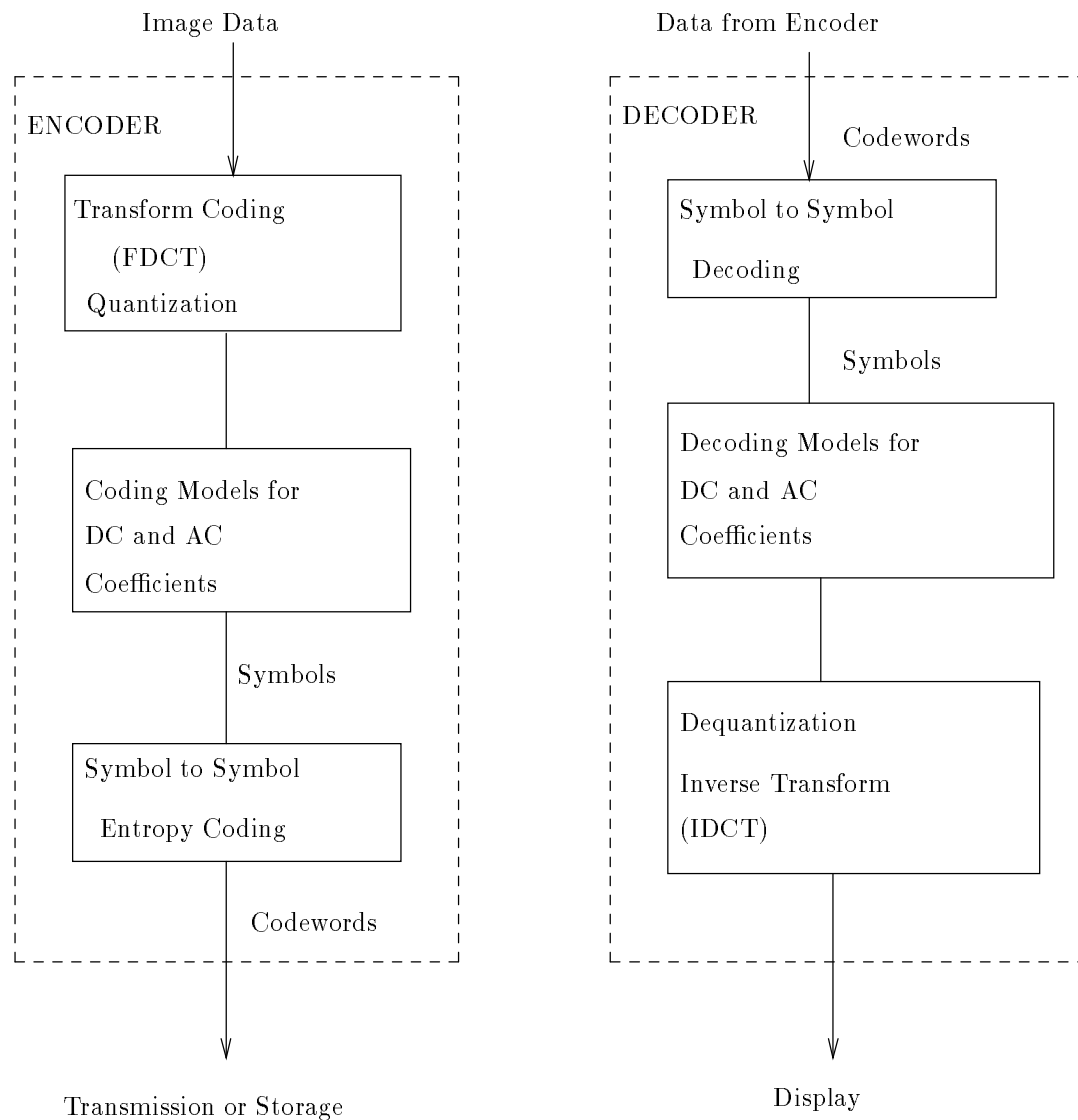 Image Data
ENCODER
Transform Coding
(FDCT)
Quantization
Coding Models for
DC and AC
Coefficients
Symbols
Symbol to Symbol
Entropy Coding
Codewords
Transmission or Storage
Data from Encoder
DECODER
Codewords
Symbol to Symbol
Decoding
Symbols
Decoding Models for
DC and AC
Coefficients
Dequantization
Inverse Transform
(IDCT)
Display